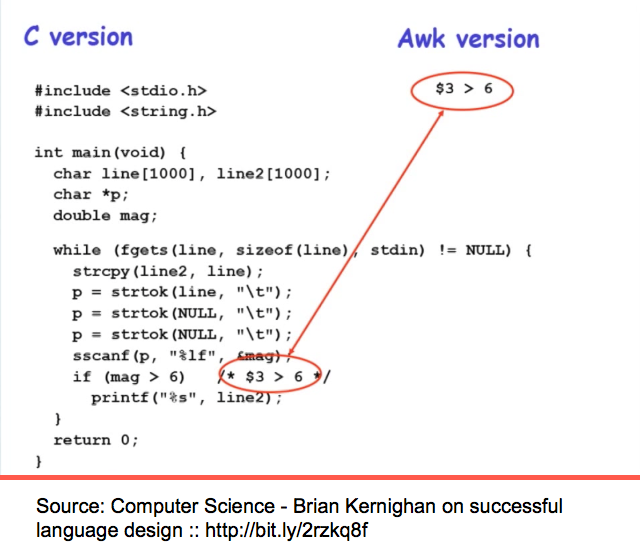 C version
Awk version
$3 > 6
#include <stdio.h>
#include <string.h>
int main(void) {
char line[1000], line2[1000];
char *p;
double mag;
while (fgets(line, sizeof(line), stdin) != NULL) {
strcpy(line2, line);
p = strtok(line, "\t");
p = strtok(NULL, "\t");
p = strtok(NULL, "\t");
sscanf(p, "%lf", &mag);
if (mag > 6) /* $3 > 6 */
printf("%s", line2);
}
return 0;
}
Source: Computer Science - Brian Kernighan on successful
language design :: http://bit.ly/2rzkq8f